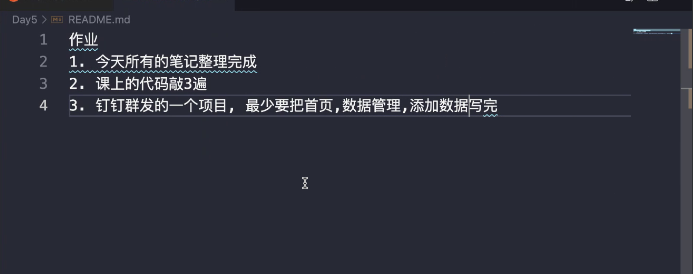 Day5 > README.md
1 作业
2 1. 今天所有的笔记整理完成
3 2. 课上的代码敲3遍
4 3. 钉钉群发的一个项目, 最少要把首页,数据管理,添加数据写完